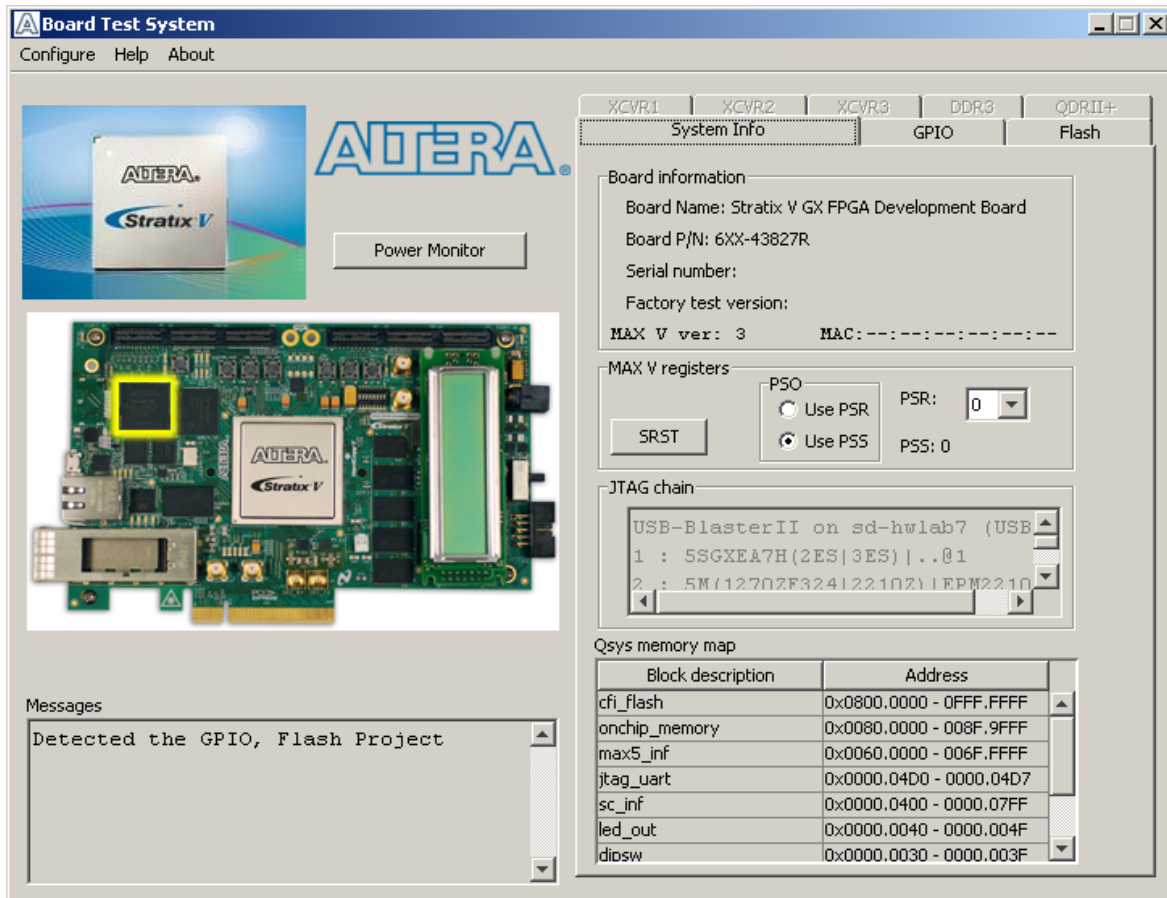 Board Test System
Configure Help About
ALTERA.
Stratix V
ALTERA®
Power Monitor
ALTERA.
Stratix V
Messages
Detected the GPIO, Flash Project
XCVR1 XCVR2 XCVR3 DDR3 QDRII+
System Info GPIO Flash
Board information
Board Name: Stratix V GX FPGA Development Board
Board P/N: 6XX-43827R
Serial number:
Factory test version:
MAX V ver: 3 MAC:--:--:--:--:--:--
MAX V registers
SRST
PSO
Use PSR
Use PSS
PSR: 0
PSS: 0
JTAG chain
USB-BlasterII on sd-hwlab7 (USB
1 : 5SGXEA7H(2ES|3ES)|..@1
2 : 5M(1270ZF324|2210Z)|EPM2210
Qsys memory map
Block description Address
cfi_flash 0x0800.0000 - 0FFF.FFFF
onchip_memory 0x0080.0000 - 008F.9FFF
max5_inf 0x0060.0000 - 006F.FFFF
jtag_uart 0x0000.04D0 - 0000.04D7
sc_inf 0x0000.0400 - 0000.07FF
led_out 0x0000.0040 - 0000.004F
dipsw 0x0000.0030 - 0000.003F